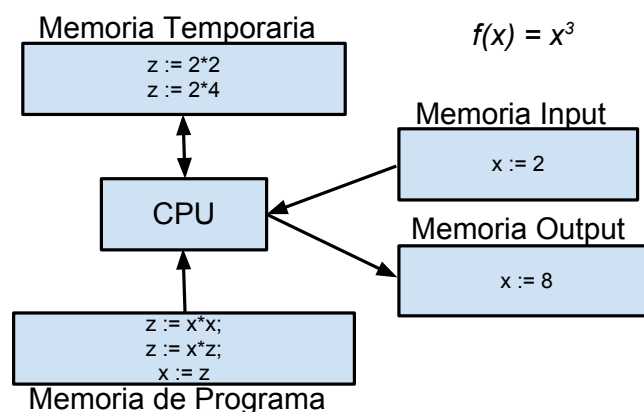 Memoria Temporaria
z := 2*2
z := 2*4
f(x) = x³
Memoria Input
x := 2
CPU
Memoria Output
x := 8
z := x*x;
z := x*z;
x := z
Memoria de Programa